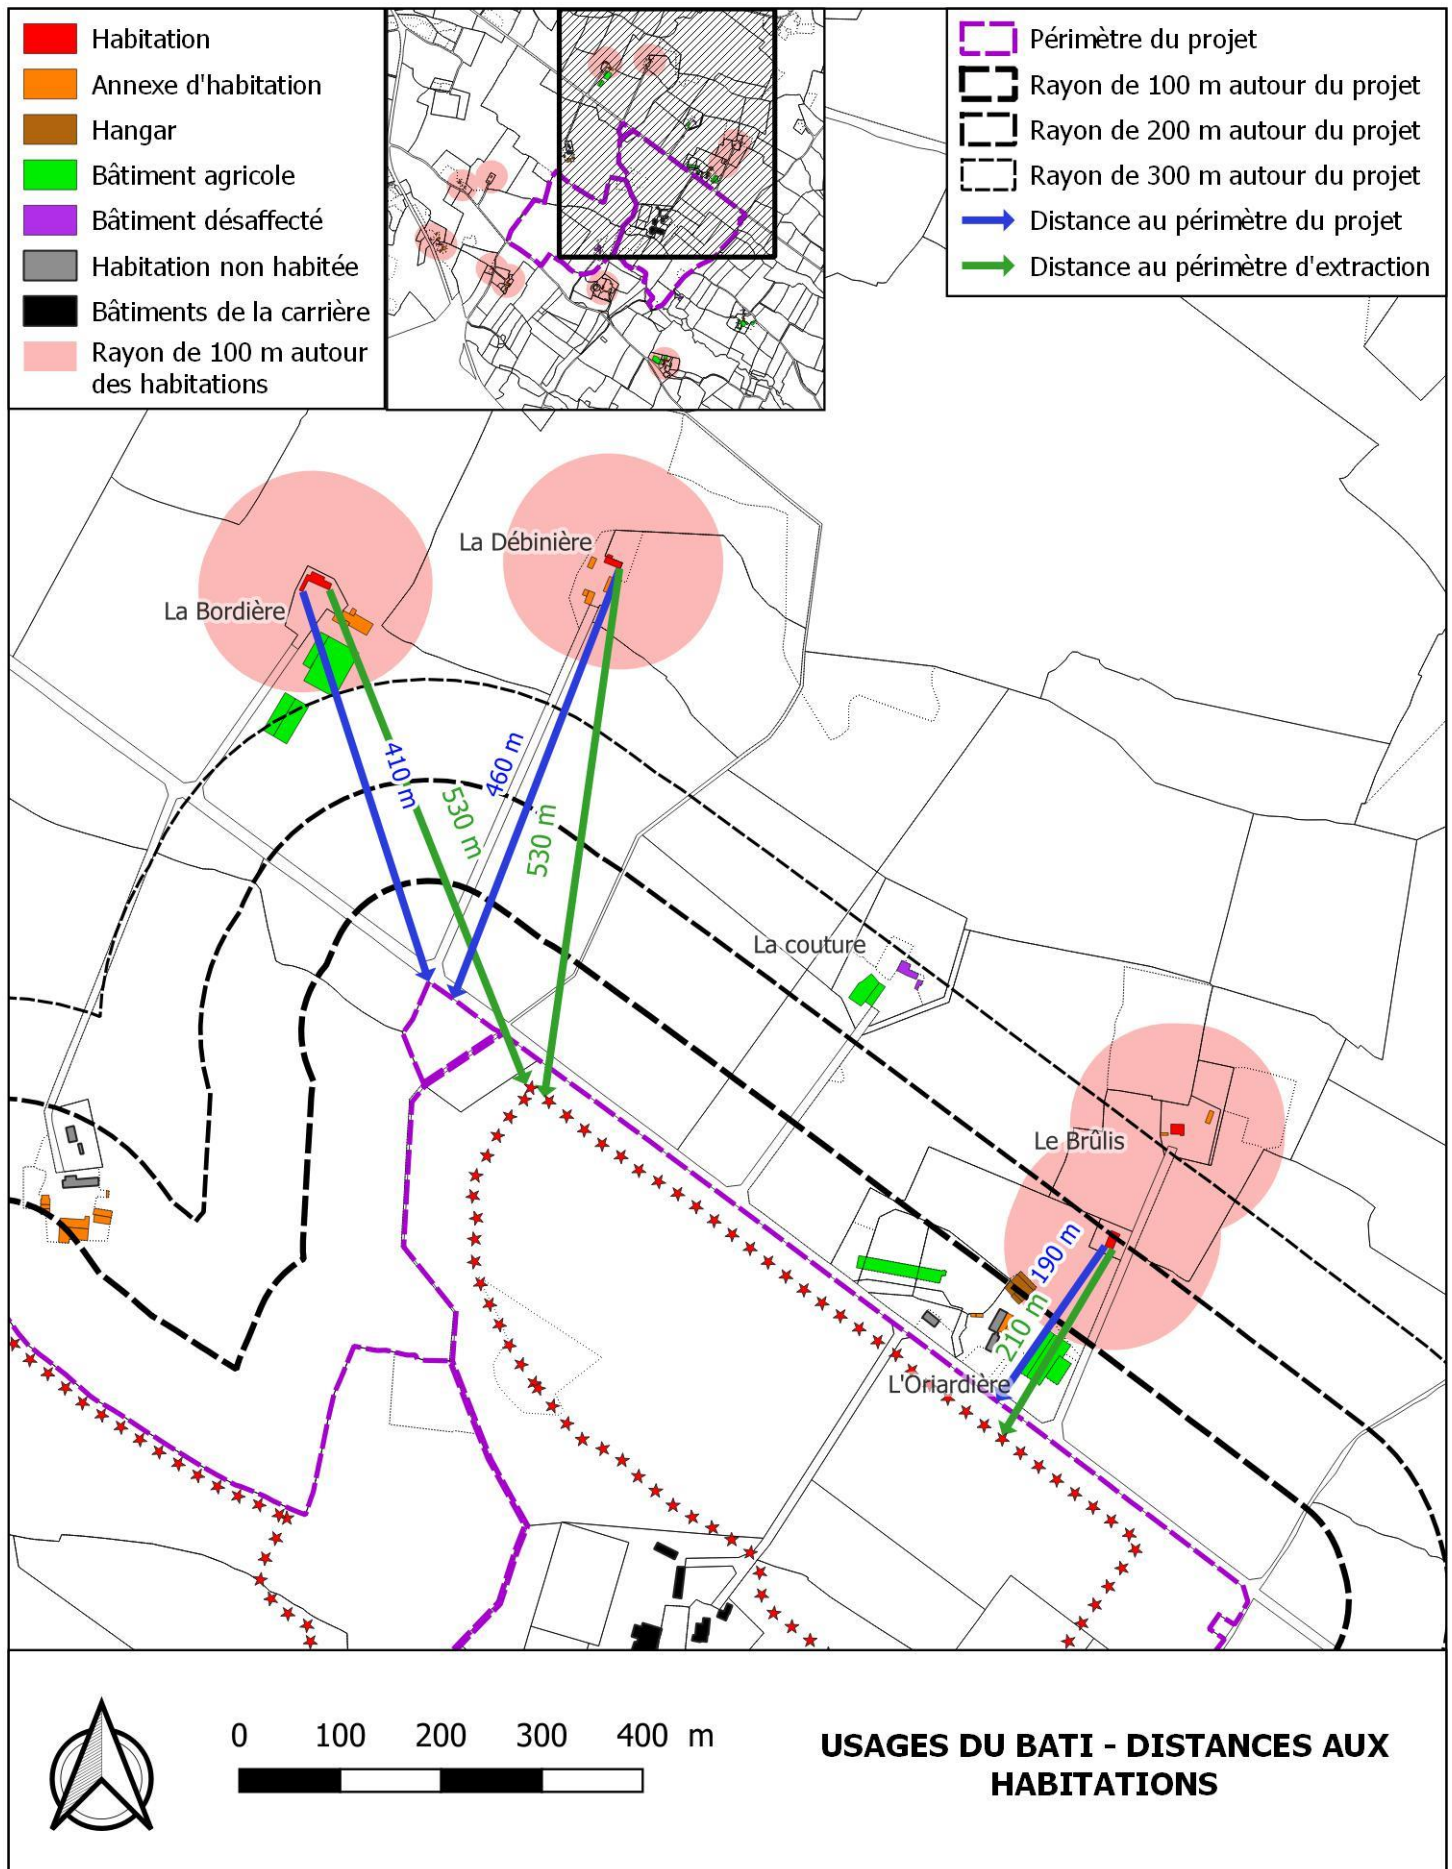 Habitation
Annexe d'habitation
Hangar
Bâtiment agricole
Bâtiment désaffecté
Habitation non habitée
Bâtiments de la carrière
Rayon de 100 m autour
des habitations
Périmètre du projet
Rayon de 100 m autour du projet
Rayon de 200 m autour du projet
Rayon de 300 m autour du projet
Distance au périmètre du projet
Distance au périmètre d'extraction
La Débinière
La Bordière
410 m
460 m
530 m
530 m
La couture
Le Brûlis
190 m
210 m
L'Oriardière
0 100 200 300 400 m
USAGES DU BATI - DISTANCES AUX
HABITATIONS